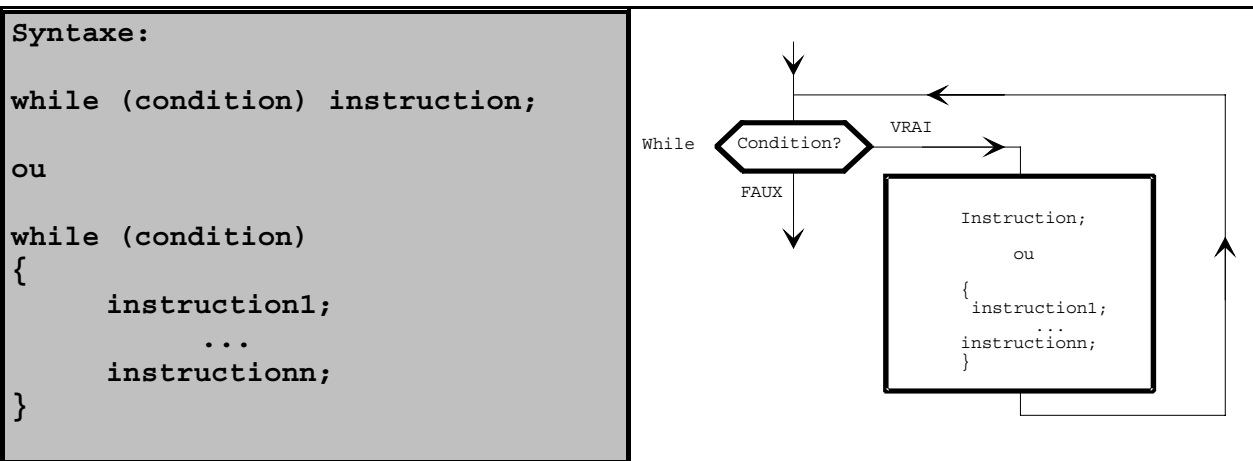 Syntaxe:
while (condition) instruction;
ou
while (condition)
{
instruction1;
...
instructionn;
}
While
Condition?
VRAI
FAUX
Instruction;
ou
{
instruction1;
...
instructionn;
}